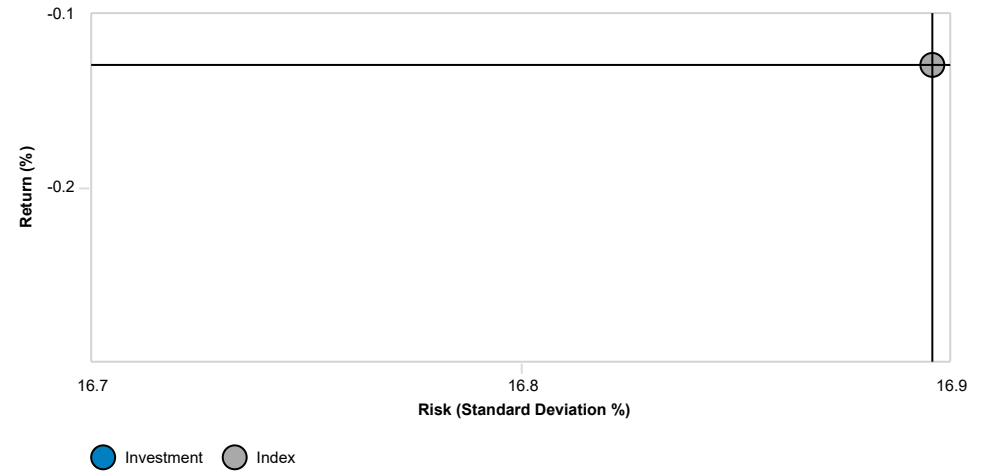 -0.1
Return (%)
-0.2
16.7
16.8
16.9
Risk (Standard Deviation %)
Investment
Index